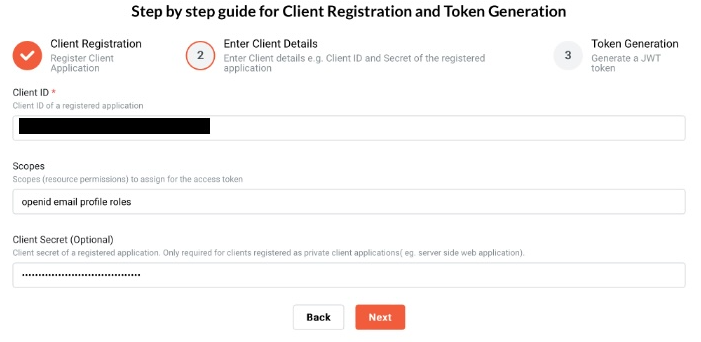 Step by step guide for Client Registration and Token Generation
Client Registration
Register Client
Application
2
Enter Client Details
Enter Client details e.g. Client ID and Secret of the registered
application
3
Token Generation
Generate a JWT
token
Client ID *
Client ID of a registered application
Scopes
Scopes (resource permissions) to assign for the access token
openid email profile roles
Client Secret (Optional)
Client secret of a registered application. Only required for clients registered as private client applications( eg. server side web application).
Back
Next